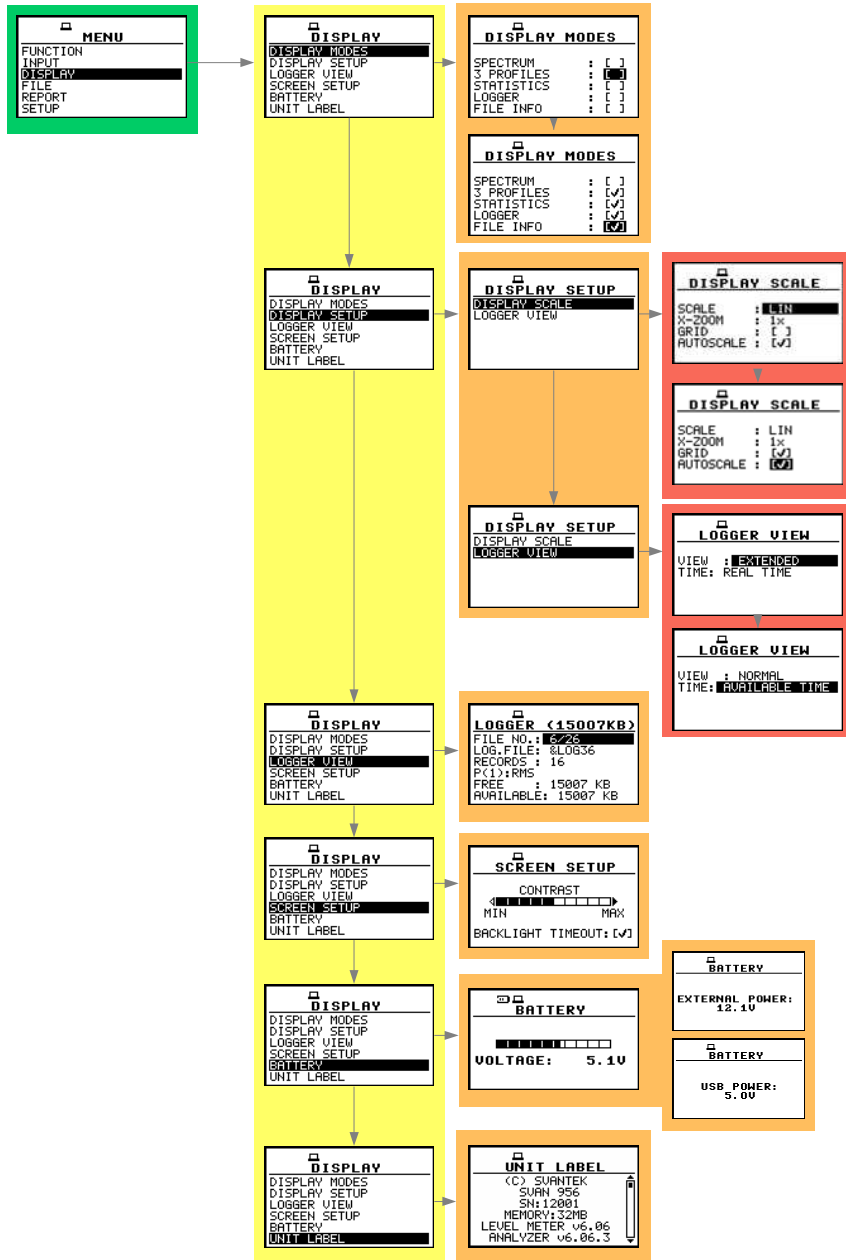 MENU
FUNCTION
INPUT
DISPLAY
FILE
REPORT
SETUP
DISPLAY
DISPLAY MODES
DISPLAY SETUP
LOGGER VIEW
SCREEN SETUP
BATTERY
UNIT LABEL
DISPLAY MODES
SPECTRUM : [ ]
3 PROFILES : [ ]
STATISTICS : [ ]
LOGGER : [ ]
FILE INFO : [ ]
DISPLAY MODES
SPECTRUM : [ ]
3 PROFILES : [✓]
STATISTICS : [✓]
LOGGER : [✓]
FILE INFO : [✓]
DISPLAY
DISPLAY MODES
DISPLAY SETUP
LOGGER VIEW
SCREEN SETUP
BATTERY
UNIT LABEL
DISPLAY SETUP
DISPLAY SCALE
LOGGER VIEW
DISPLAY SCALE
SCALE : LIN
X-ZOOM : 1x
GRID : [ ]
AUTOSCALE : [✓]
DISPLAY SCALE
SCALE : LIN
X-ZOOM : 1x
GRID : [✓]
AUTOSCALE : [✓]
DISPLAY SETUP
DISPLAY SCALE
LOGGER VIEW
LOGGER VIEW
VIEW : EXTENDED
TIME: REAL TIME
LOGGER VIEW
VIEW : NORMAL
TIME: AVAILABLE TIME
DISPLAY
DISPLAY MODES
DISPLAY SETUP
LOGGER VIEW
SCREEN SETUP
BATTERY
UNIT LABEL
LOGGER (15007KB)
FILE NO.: 6/26
LOG.FILE: &LOG36
RECORDS : 16
P(1):RMS
FREE : 15007 KB
AVAILABLE: 15007 KB
DISPLAY
DISPLAY MODES
DISPLAY SETUP
LOGGER VIEW
SCREEN SETUP
BATTERY
UNIT LABEL
SCREEN SETUP
CONTRAST
MIN MAX
BACKLIGHT TIMEOUT:[✓]
DISPLAY
DISPLAY MODES
DISPLAY SETUP
LOGGER VIEW
SCREEN SETUP
BATTERY
UNIT LABEL
BATTERY
VOLTAGE: 5.1V
BATTERY
EXTERNAL POWER:
12.1V
BATTERY
USB POWER:
5.0V
DISPLAY
DISPLAY MODES
DISPLAY SETUP
LOGGER VIEW
SCREEN SETUP
BATTERY
UNIT LABEL
UNIT LABEL
(C) SVANTEK
SVAN 956
SN:12001
MEMORY:32MB
LEVEL METER v6.06
ANALYZER v6.06.3